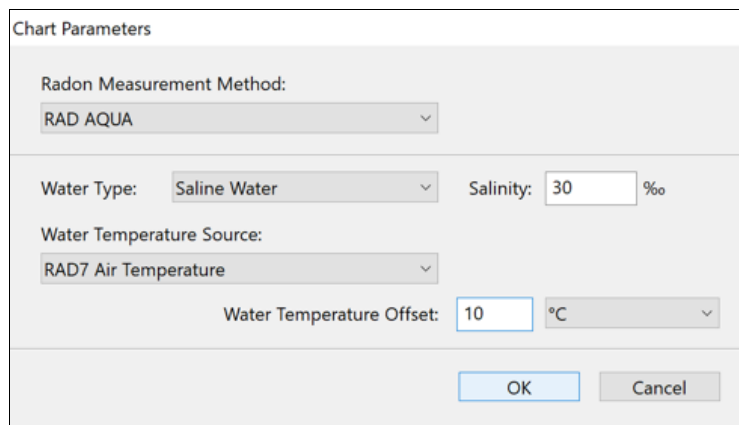 Chart Parameters
Radon Measurement Method:
RAD AQUA
Water Type: Saline Water Salinity: 30 ‰
Water Temperature Source:
RAD7 Air Temperature
Water Temperature Offset: 10 °C
OK Cancel